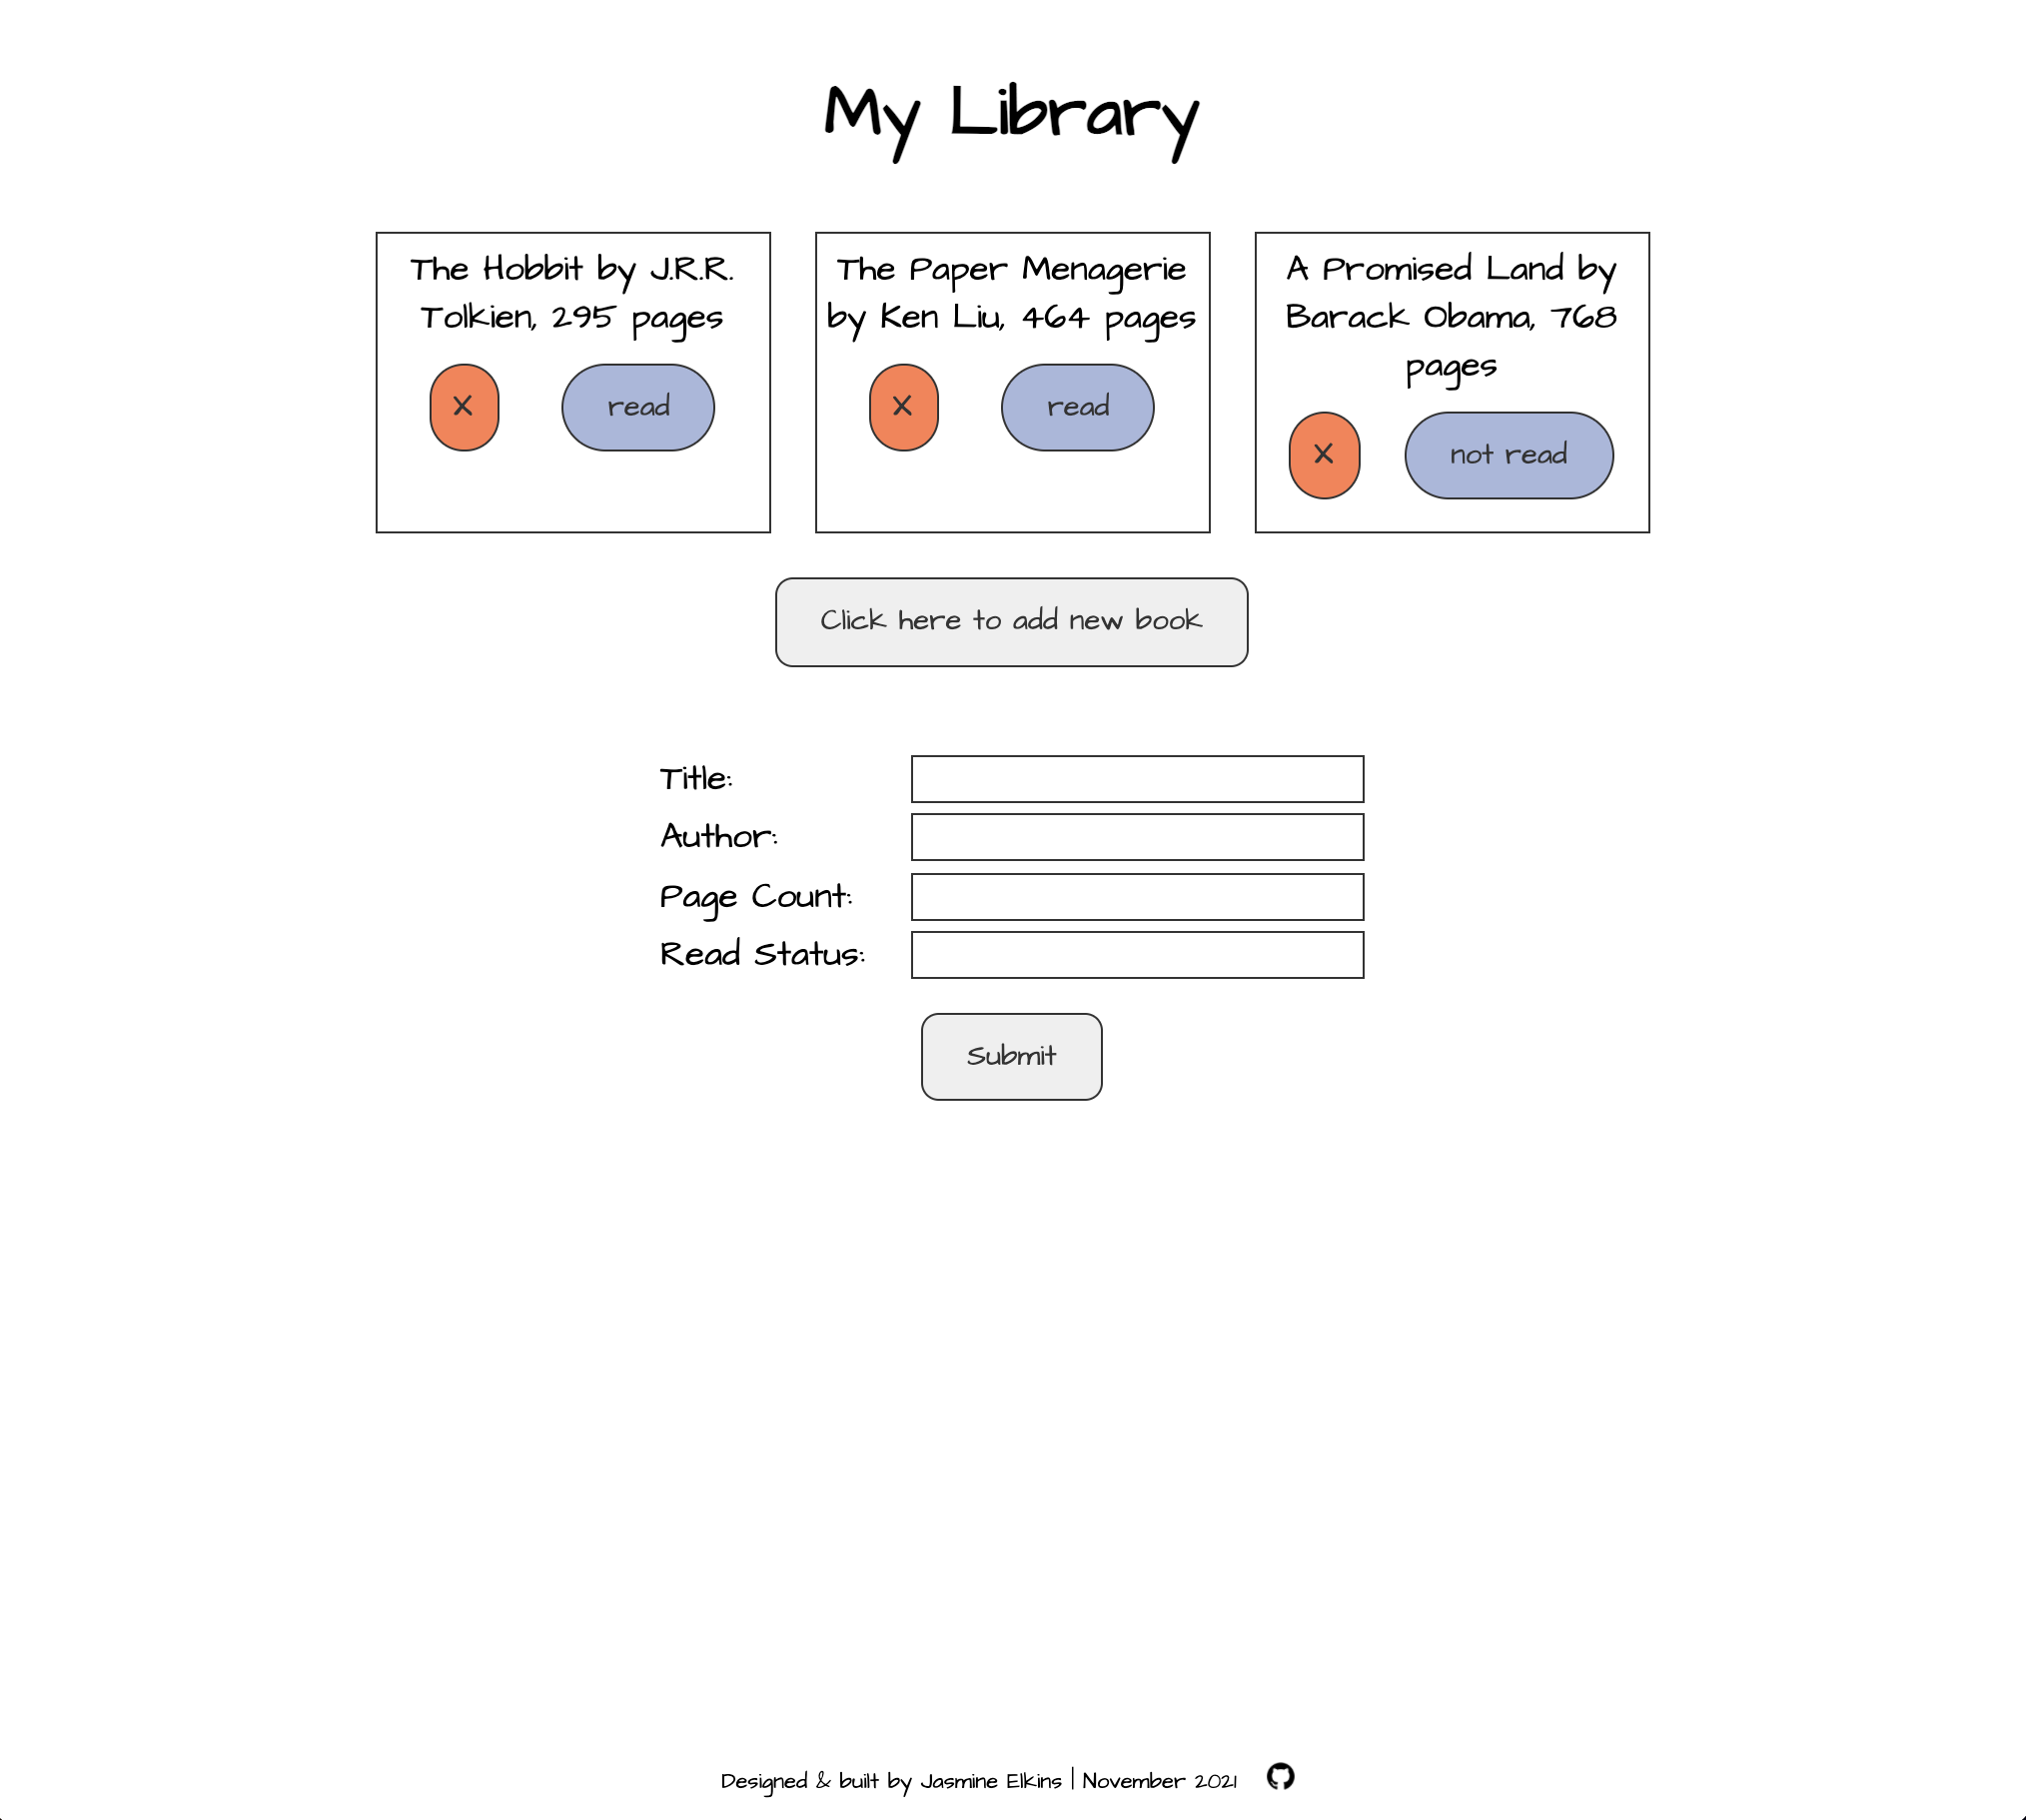 My Library
The Hobbit by J.R.R.
Tolkien, 295 pages
X
read
The Paper Menagerie
by Ken Liu, 464 pages
X
read
A Promised Land by
Barack Obama, 768
pages
X
not read
Click here to add new book
Title:
Author:
Page Count:
Read Status:
Submit
Designed & built by Jasmine Elkins | November 2021